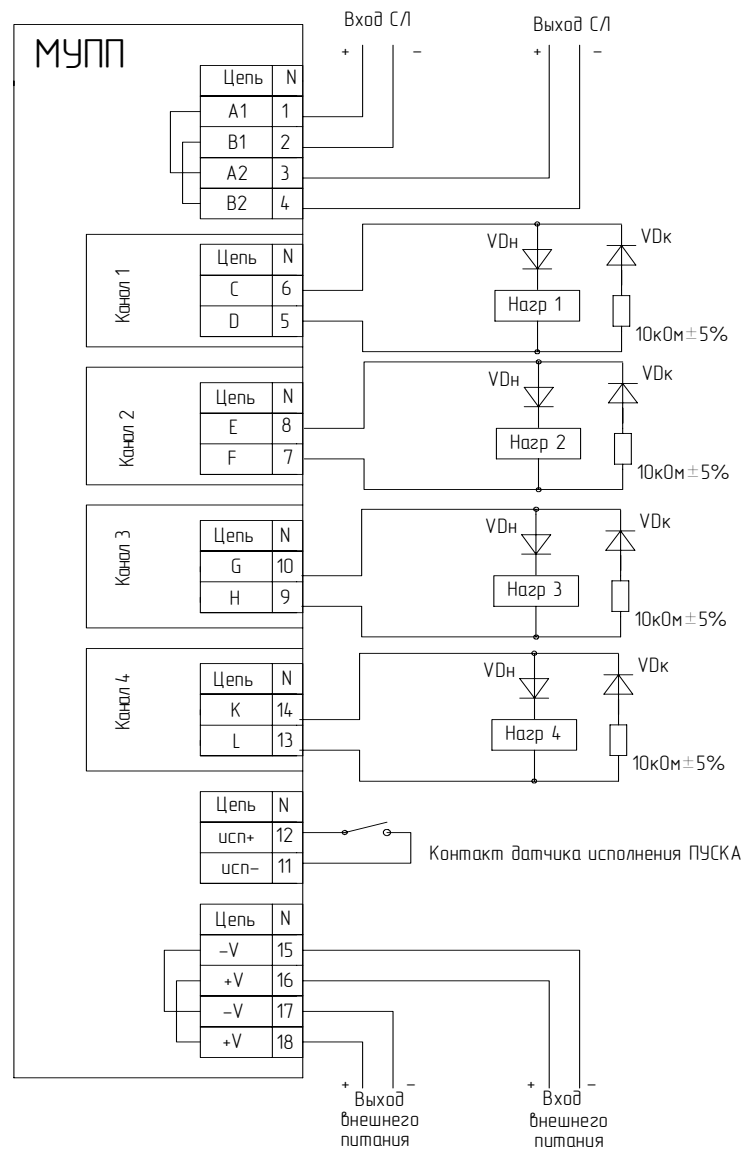 МУПП
Вход СЛ
+ −
Выход СЛ
+ −
Цепь N
A1 1
B1 2
A2 3
B2 4
Канал 1
Цепь N
C 6
D 5
VDн
Нагр 1
VDк
10кОм±5%
Канал 2
Цепь N
E 8
F 7
VDн
Нагр 2
VDк
10кОм±5%
Канал 3
Цепь N
G 10
H 9
VDн
Нагр 3
VDк
10кОм±5%
Канал 4
Цепь N
K 14
L 13
VDн
Нагр 4
VDк
10кОм±5%
Цепь N
исп+ 12
исп− 11
Контакт датчика исполнения ПУСКА
Цепь N
−V 15
+V 16
−V 17
+V 18
+ −
Выход
внешнего
питания
+ −
Вход
внешнего
питания